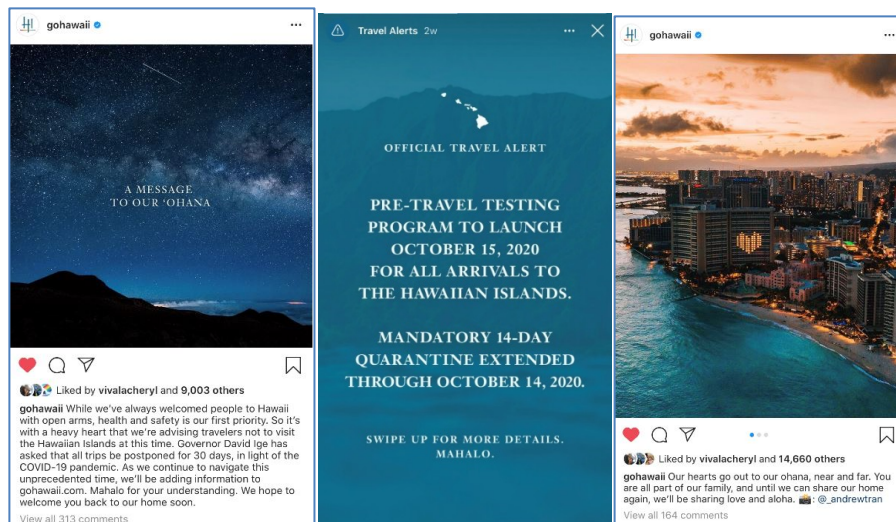 gohawaii
A MESSAGE
TO OUR ‘OHANA
Liked by vivalacheryl and 9,003 others
gohawaii While we've always welcomed people to Hawaii
with open arms, health and safety is our first priority. So it's
with a heavy heart that we're advising travelers not to visit
the Hawaiian Islands at this time. Governor David Ige has
asked that all trips be postponed for 30 days, in light of the
COVID-19 pandemic. As we continue to navigate this
unprecedented time, we'll be adding information to
gohawaii.com. Mahalo for your understanding. We hope to
welcome you back to our home soon.
View all 313 comments
Travel Alerts 2w
OFFICIAL TRAVEL ALERT
PRE-TRAVEL TESTING
PROGRAM TO LAUNCH
OCTOBER 15, 2020
FOR ALL ARRIVALS TO
THE HAWAIIAN ISLANDS.
MANDATORY 14-DAY
QUARANTINE EXTENDED
THROUGH OCTOBER 14, 2020.
SWIPE UP FOR MORE DETAILS.
MAHALO.
gohawaii
Liked by vivalacheryl and 14,660 others
gohawaii Our hearts go out to our ohana, near and far. You
are all part of our family, and until we can share our home
again, we'll be sharing love and aloha. 📸: @_andrewtran
View all 164 comments